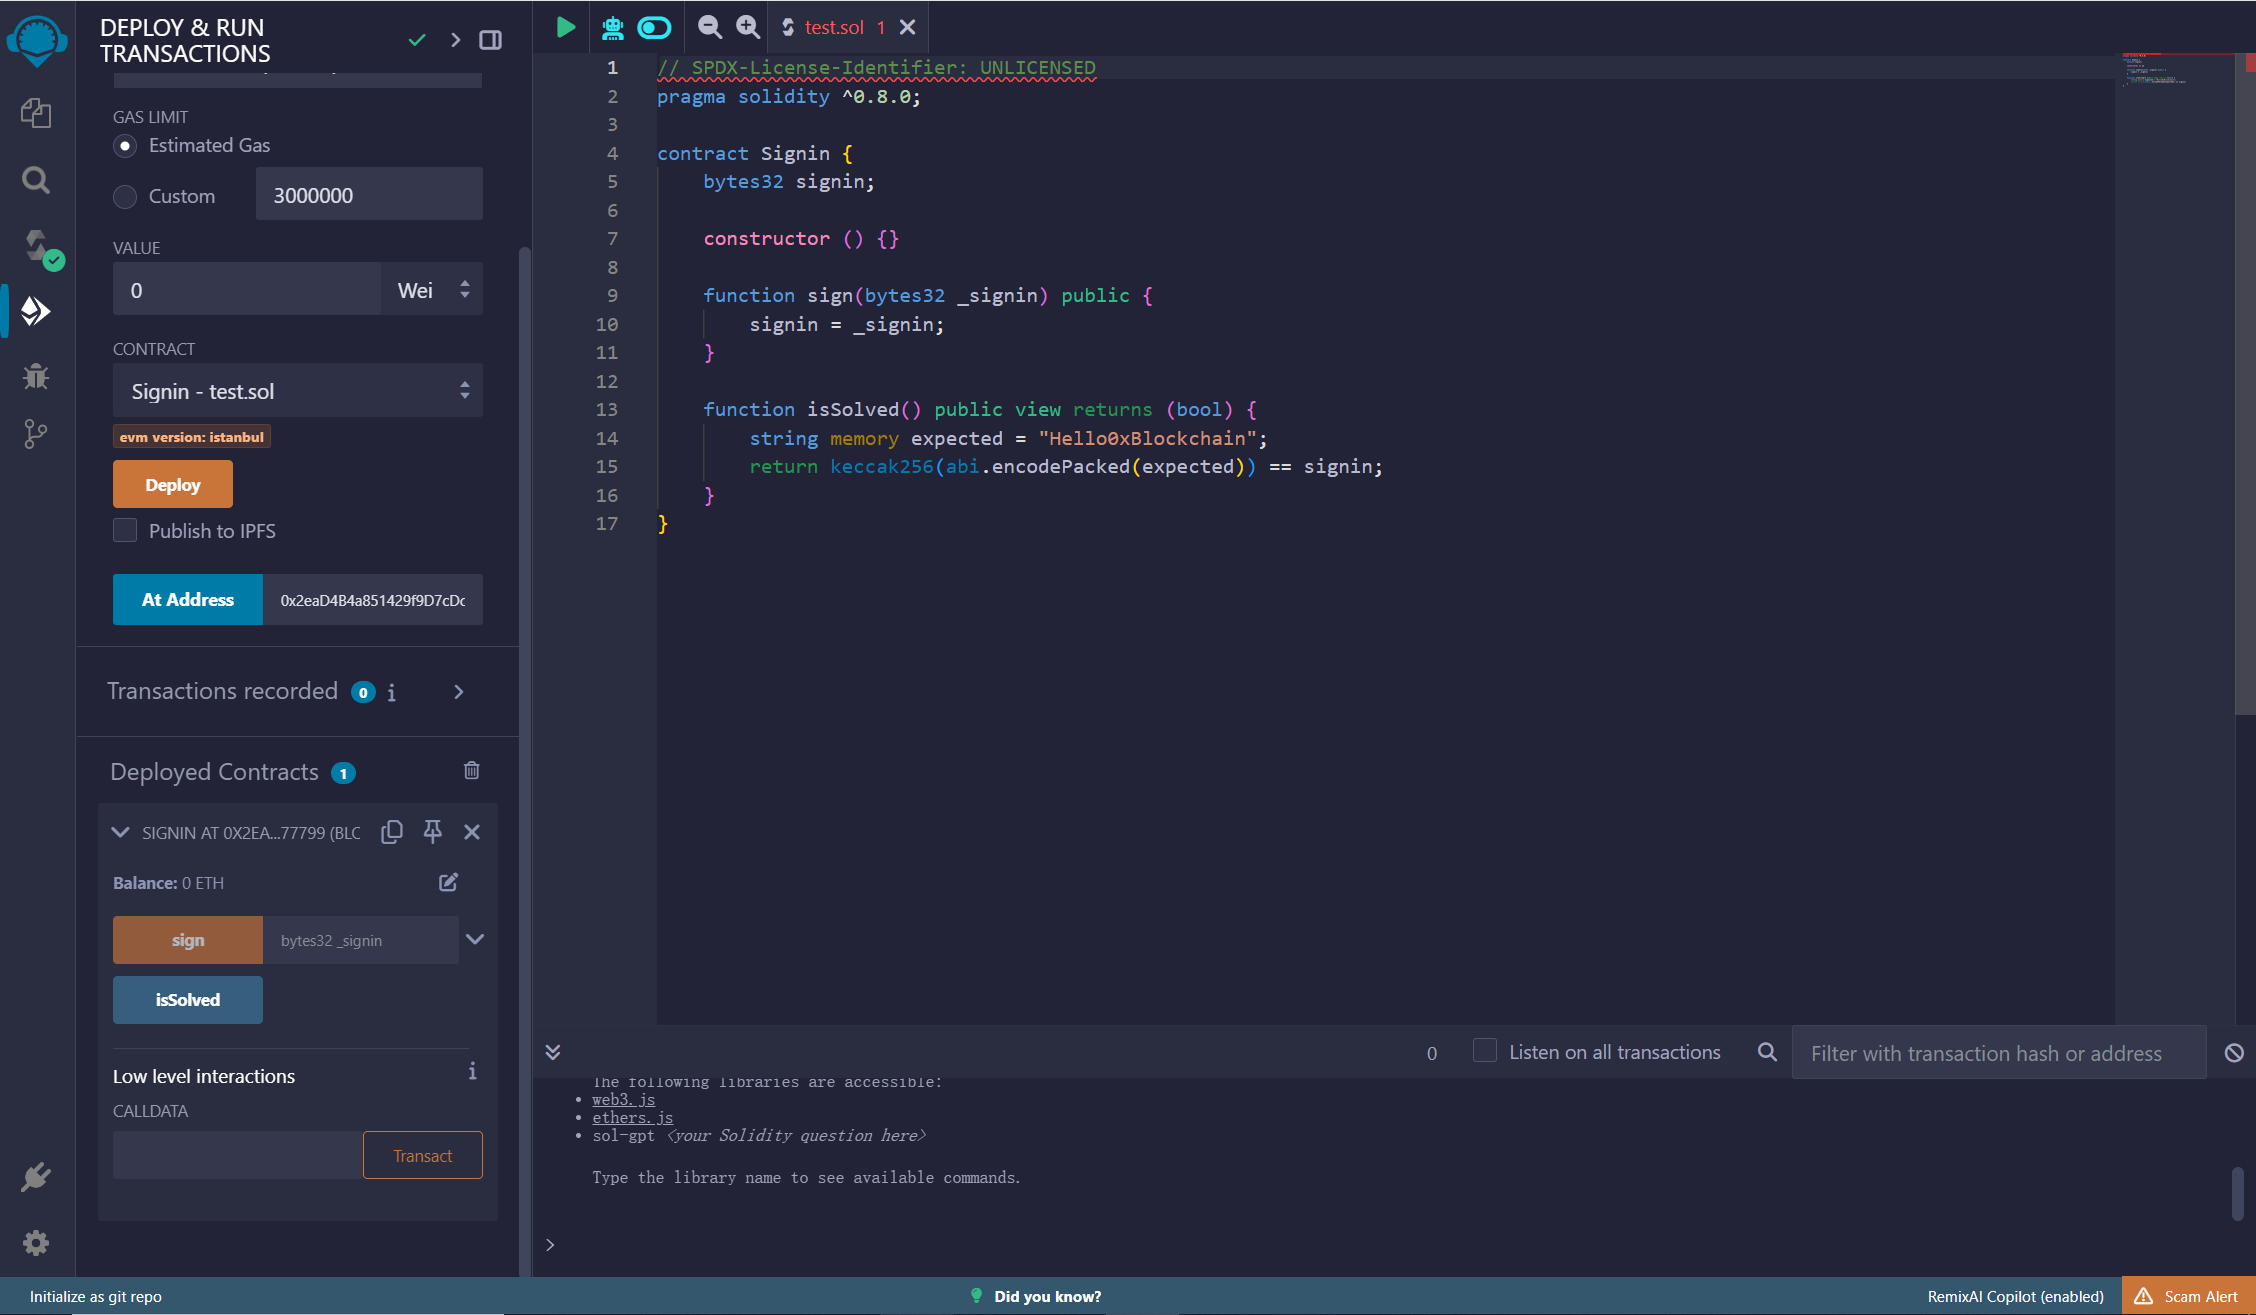 DEPLOY & RUN
TRANSACTIONS
GAS LIMIT
Estimated Gas
Custom
3000000
VALUE
0
Wei
CONTRACT
Signin - test.sol
evm version: istanbul
Deploy
Publish to IPFS
At Address
0x2eaD4B4a851429f9D7cDc
Transactions recorded 0 i
Deployed Contracts 1
SIGNIN AT 0X2EA...77799 (BLC
Balance: 0 ETH
sign
bytes32 _signin
isSolved
Low level interactions
i
CALLDATA
Transact
test.sol 1
1 // SPDX-License-Identifier: UNLICENSED
2 pragma solidity ^0.8.0;
3
4 contract Signin {
5 bytes32 signin;
6
7 constructor () {}
8
9 function sign(bytes32 _signin) public {
10 signin = _signin;
11 }
12
13 function isSolved() public view returns (bool) {
14 string memory expected = "Hello0xBlockchain";
15 return keccak256(abi.encodePacked(expected)) == signin;
16 }
17 }
0
Listen on all transactions
Filter with transaction hash or address
The following libraries are accessible:
• web3.js
• ethers.js
• sol-gpt <your Solidity question here>
Type the library name to see available commands.
>
Initialize as git repo
Did you know?
RemixAI Copilot (enabled)
Scam Alert